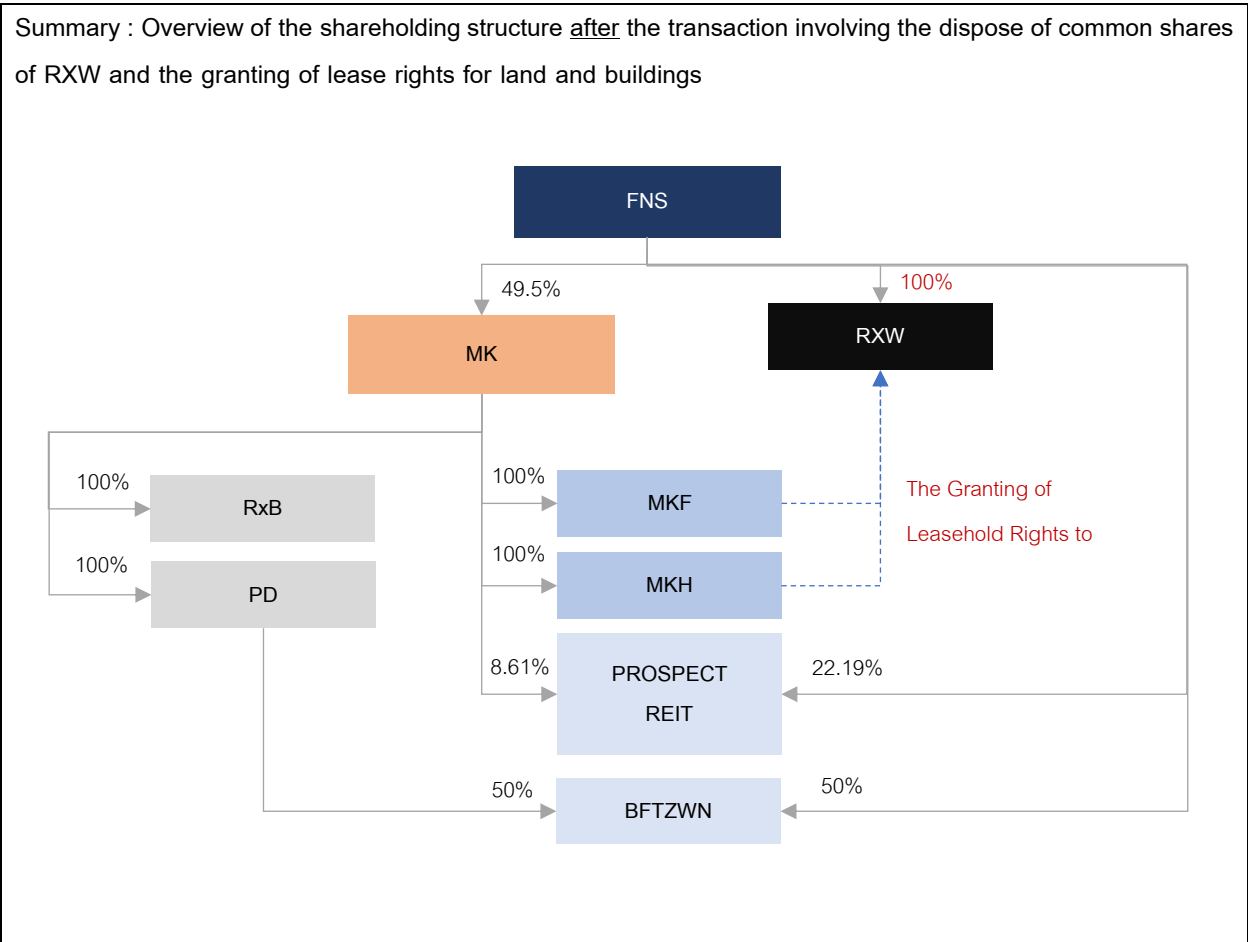 Summary : Overview of the shareholding structure after the transaction involving the dispose of common shares
of RXW and the granting of lease rights for land and buildings
FNS
49.5%
100%
MK
RXW
100%
RxB
100%
PD
100%
MKF
100%
MKH
The Granting of
Leasehold Rights to
8.61%
PROSPECT
REIT
22.19%
50%
BFTZWN
50%